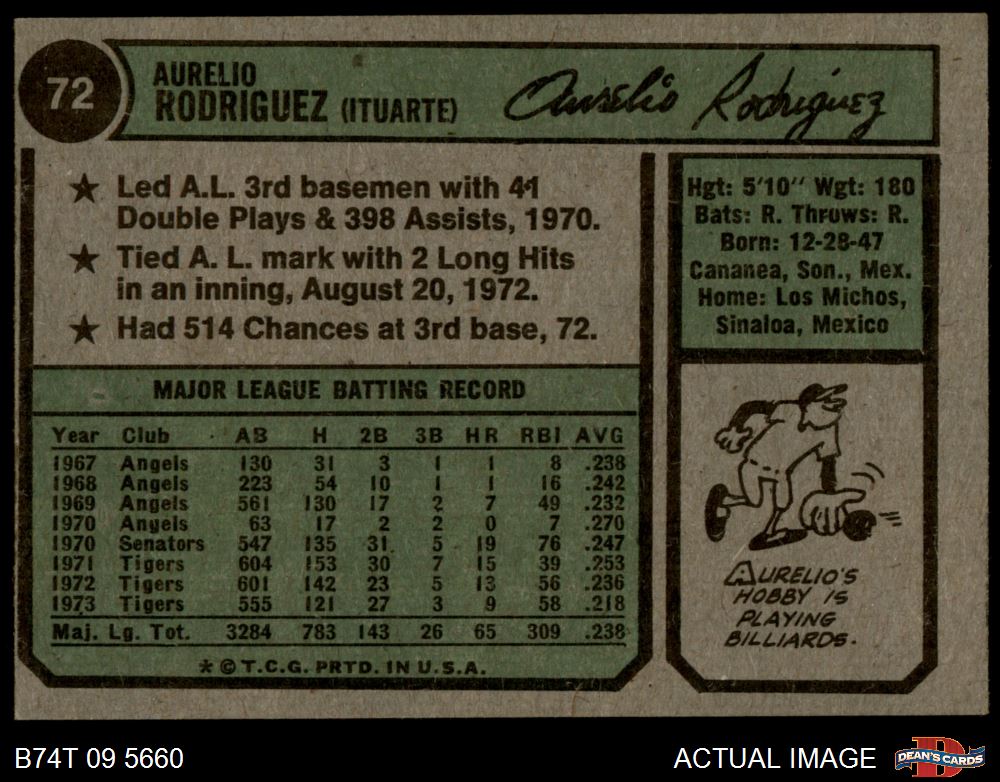 72
AURELIO
RODRIGUEZ (ITUARTE)
Aurelio Rodriguez
★ Led A.L. 3rd basemen with 41
Double Plays & 398 Assists, 1970.
★ Tied A. L. mark with 2 Long Hits
in an inning, August 20, 1972.
★ Had 514 Chances at 3rd base, 72.
Hgt: 5'10" Wgt: 180
Bats: R. Throws: R.
Born: 12-28-47
Cananea, Son., Mex.
Home: Los Michos,
Sinaloa, Mexico
MAJOR LEAGUE BATTING RECORD
Year Club AB H 2B 3B HR RBI AVG
1967 Angels 130 31 3 1 1 8 .238
1968 Angels 223 54 10 1 1 16 .242
1969 Angels 561 130 17 2 7 49 .232
1970 Angels 63 17 2 2 0 7 .270
1970 Senators 547 135 31 5 19 76 .247
1971 Tigers 604 153 30 7 15 39 .253
1972 Tigers 601 142 23 5 13 56 .236
1973 Tigers 555 121 27 3 9 58 .218
Maj. Lg. Tot. 3284 783 143 26 65 309 .238
* © T.C.G. PRTD. IN U.S.A.
AURELIO'S
HOBBY IS
PLAYING
BILLIARDS.
B74T 09 5660
ACTUAL IMAGE
D
DEAN'S CARDS